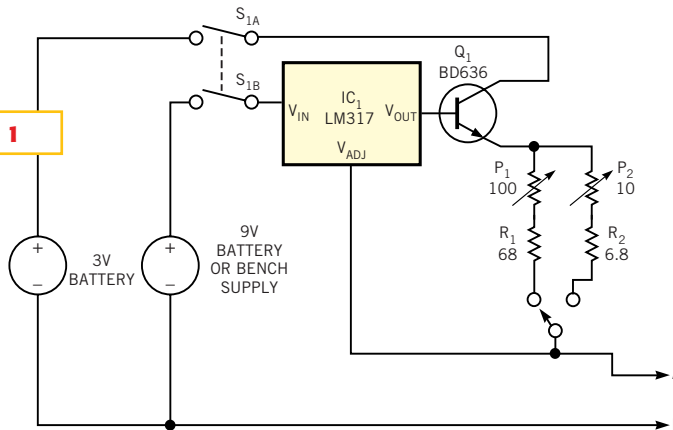 S1A
S1B
Q1
BD636
IC1
LM317
VIN
VOUT
VADJ
1
P1
100
P2
10
R1
68
R2
6.8
+
−
3V
BATTERY
+
−
9V
BATTERY
OR BENCH
SUPPLY